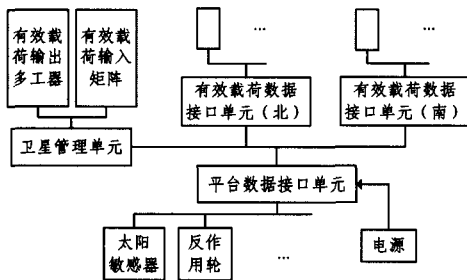 有效载
荷输出
多工器
有效载
荷输入
矩阵
...
...
有效载荷数据
接口单元（北）
有效载荷数据
接口单元（南）
卫星管理单元
平台数据接口单元
太阳
敏感器
反作
用轮
...
电源